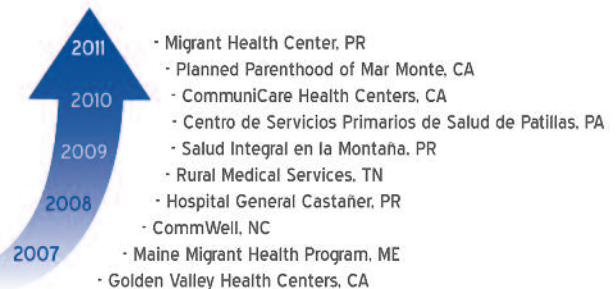 2011
- Migrant Health Center, PR
- Planned Parenthood of Mar Monte, CA
2010
- CommuniCare Health Centers, CA
- Centro de Servicios Primarios de Salud de Patillas, PA
2009
- Salud Integral en la Montaña, PR
- Rural Medical Services, TN
2008
- Hospital General Castañer, PR
- CommWell, NC
2007
- Maine Migrant Health Program, ME
- Golden Valley Health Centers, CA